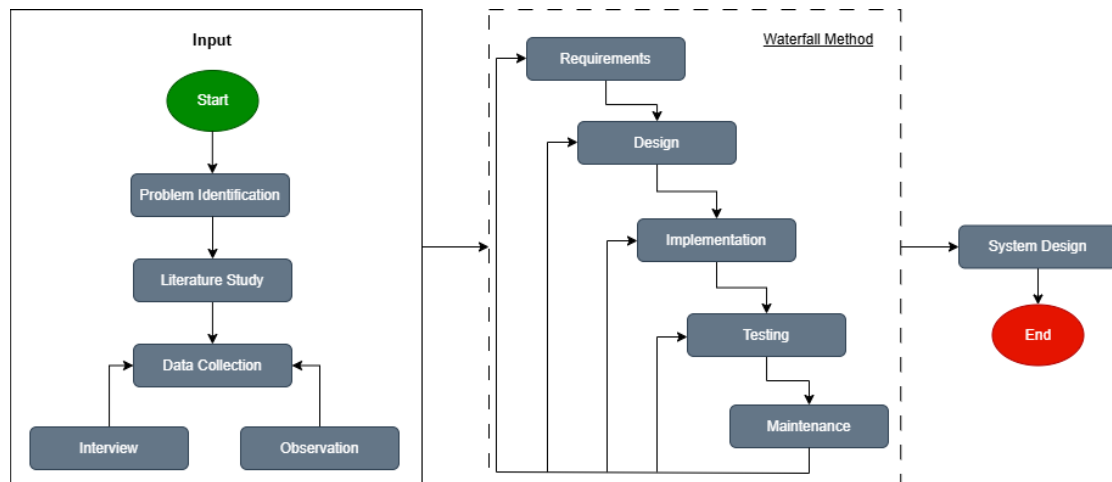 Input
Start
Problem Identification
Literature Study
Data Collection
Interview
Observation
Waterfall Method
Requirements
Design
Implementation
Testing
Maintenance
System Design
End